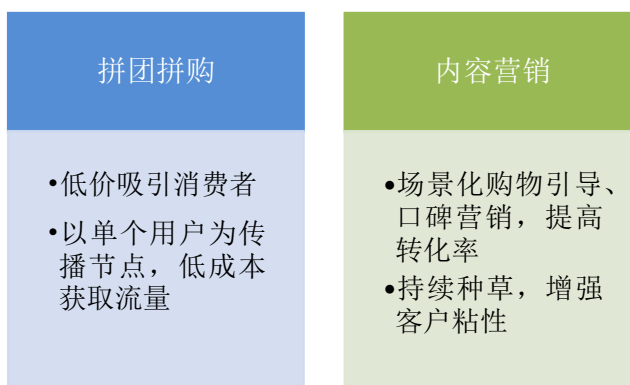 拼团拼购
•低价吸引消费者
•以单个用户为传
播节点，低成本
获取流量
内容营销
•场景化购物引导、
口碑营销，提高
转化率
•持续种草，增强
客户粘性